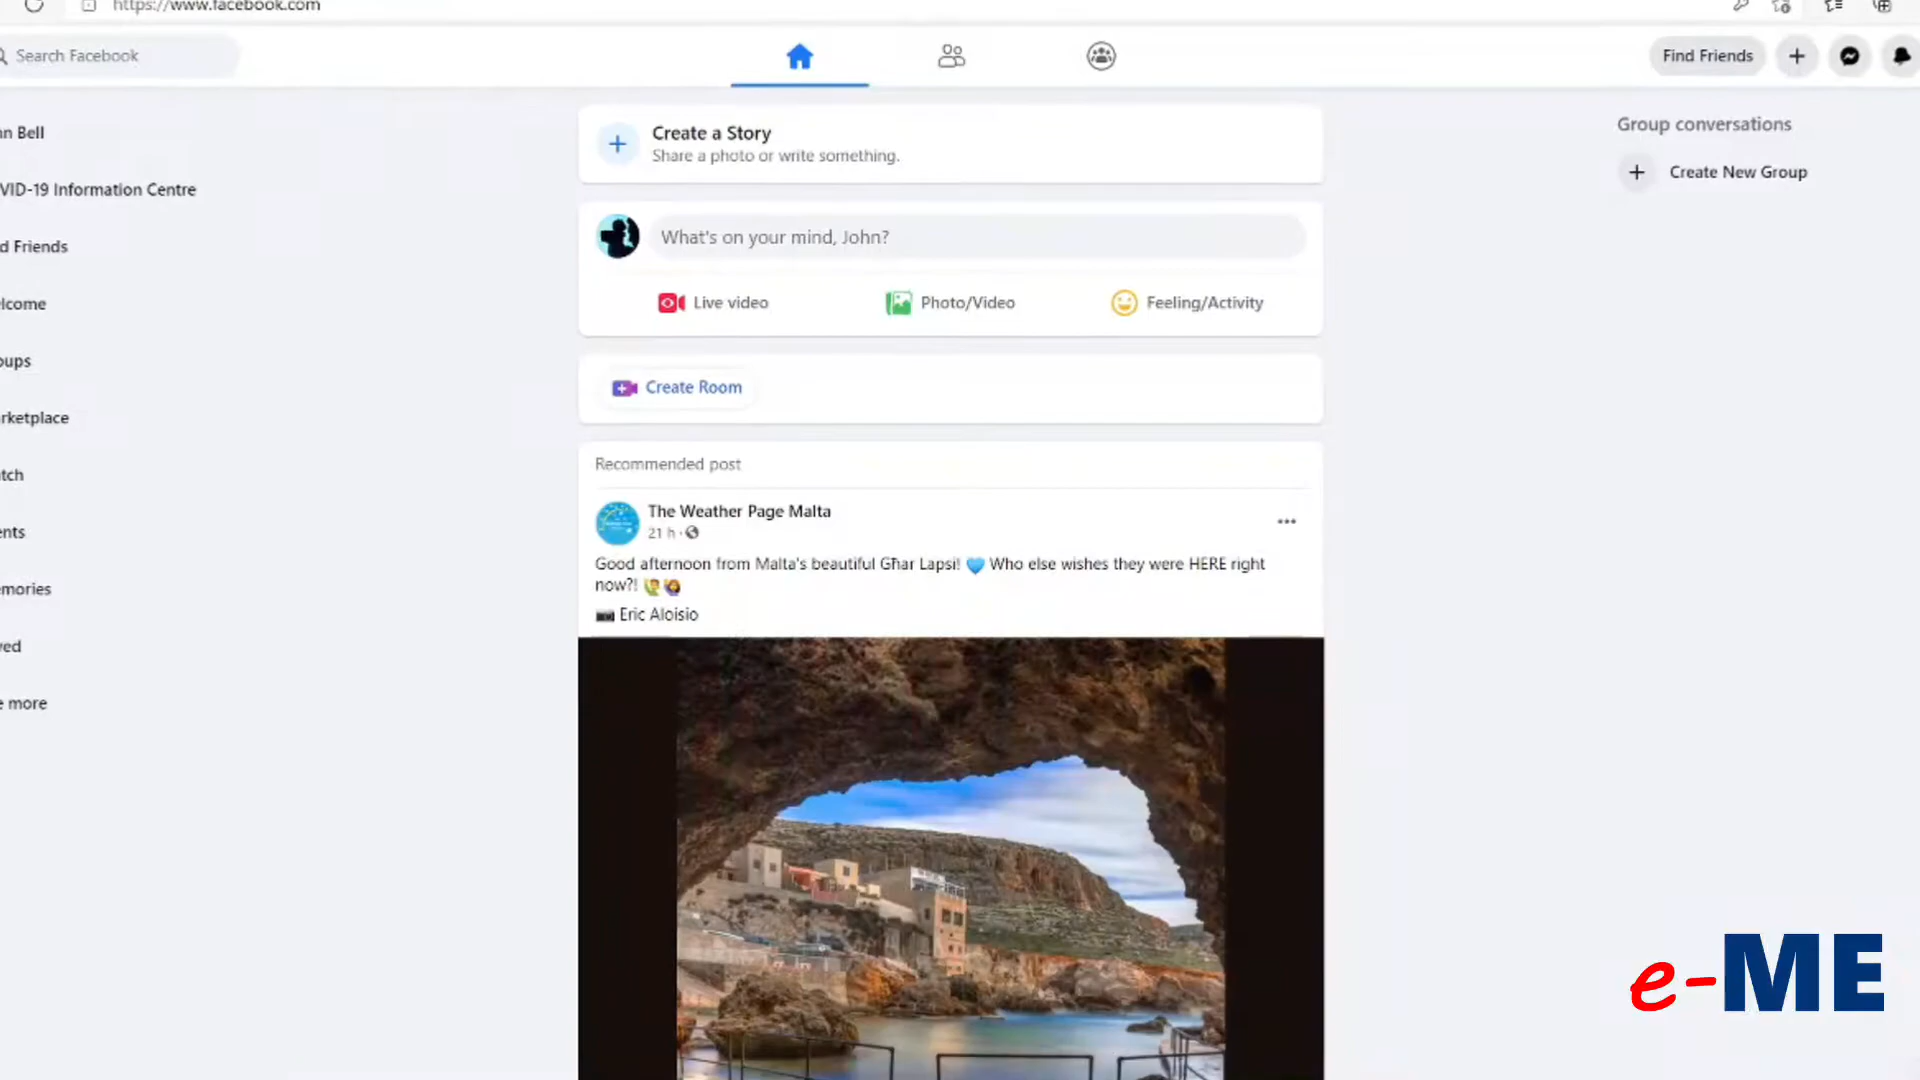 https://www.facebook.com
Search Facebook
Find Friends
n Bell
VID-19 Information Centre
d Friends
lcome
oups
rketplace
tch
ents
emories
ved
e more
Create a Story
Share a photo or write something.
What's on your mind, John?
Live video
Photo/Video
Feeling/Activity
Create Room
Recommended post
The Weather Page Malta
21 h ·
Good afternoon from Malta's beautiful Għar Lapsi! 💙 Who else wishes they were HERE right
now?! 🙋‍♂️🙋‍♀️
📷 Eric Aloisio
Group conversations
Create New Group
e-ME